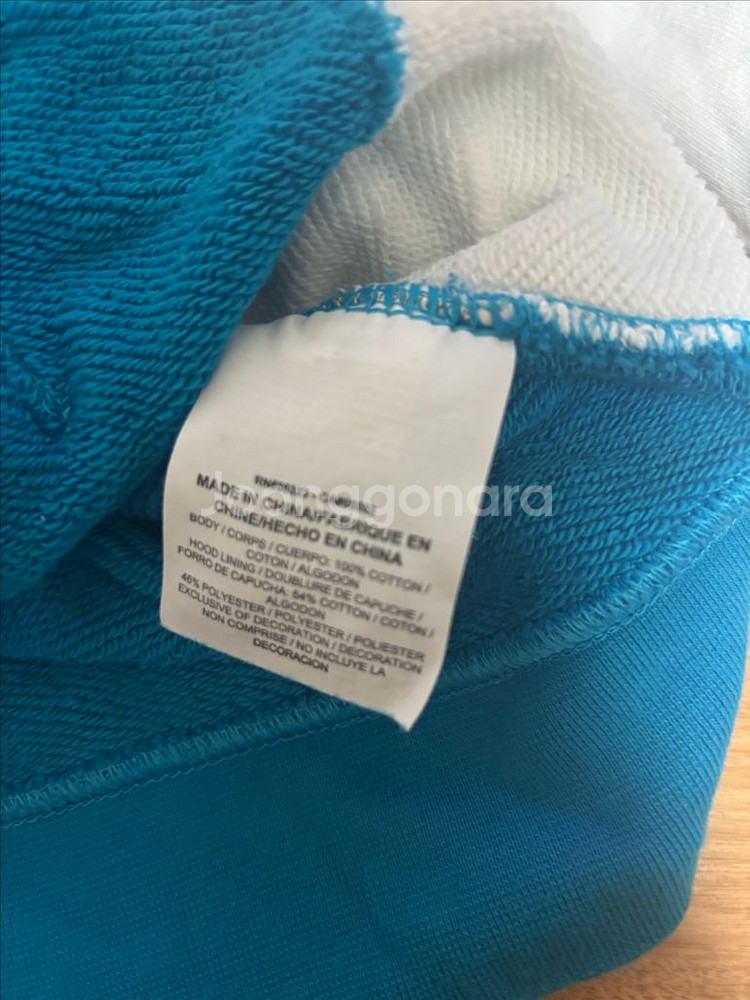 MADE IN CHINA/FABRIQUE EN
CHINE/HECHO EN CHINA
BODY / CORPS / CUERPO: 100% COTTON /
COTON / ALGODON
HOOD LINING / DOUBLURE DE CAPUCHE /
FORRO DE CAPUCHA: 54% COTTON / COTON /
ALGODON
46% POLYESTER / POLYESTER / POLIESTER
EXCLUSIVE OF DECORATION / DECORATION
NON COMPRISE / NO INCLUYE LA
DECORACION
Joonggonara